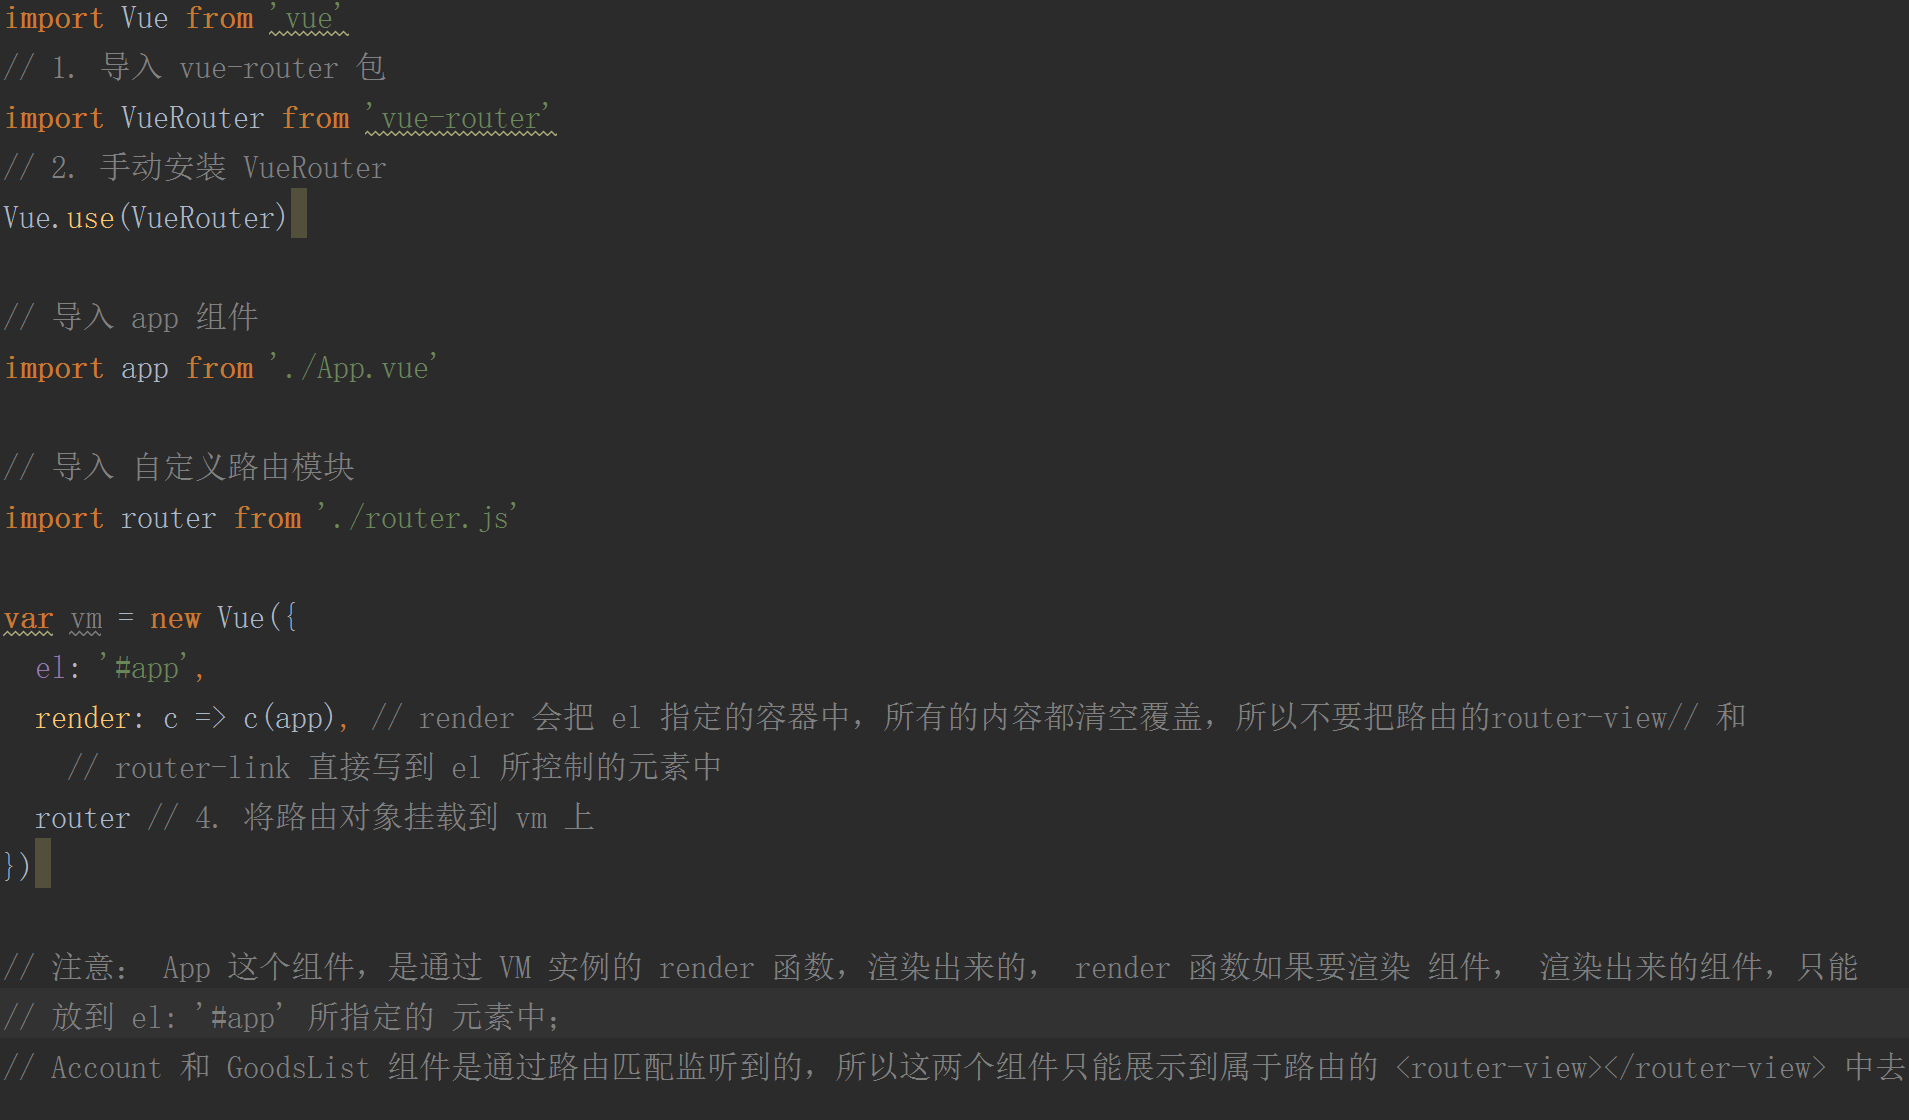 import Vue from 'vue'
// 1. 导入 vue-router 包
import VueRouter from 'vue-router'
// 2. 手动安装 VueRouter
Vue.use(VueRouter)
// 导入 app 组件
import app from './App.vue'
// 导入 自定义路由模块
import router from './router.js'
var vm = new Vue({
  el: '#app',
  render: c => c(app), // render 会把 el 指定的容器中，所有的内容都清空覆盖，所以不要把路由的router-view// 和
    // router-link 直接写到 el 所控制的元素中
  router // 4. 将路由对象挂载到 vm 上
})
// 注意： App 这个组件，是通过 VM 实例的 render 函数，渲染出来的， render 函数如果要渲染 组件， 渲染出来的组件，只能
// 放到 el: '#app' 所指定的 元素中；
// Account 和 GoodsList 组件是通过路由匹配监听到的，所以这两个组件只能展示到属于路由的 <router-view></router-view> 中去